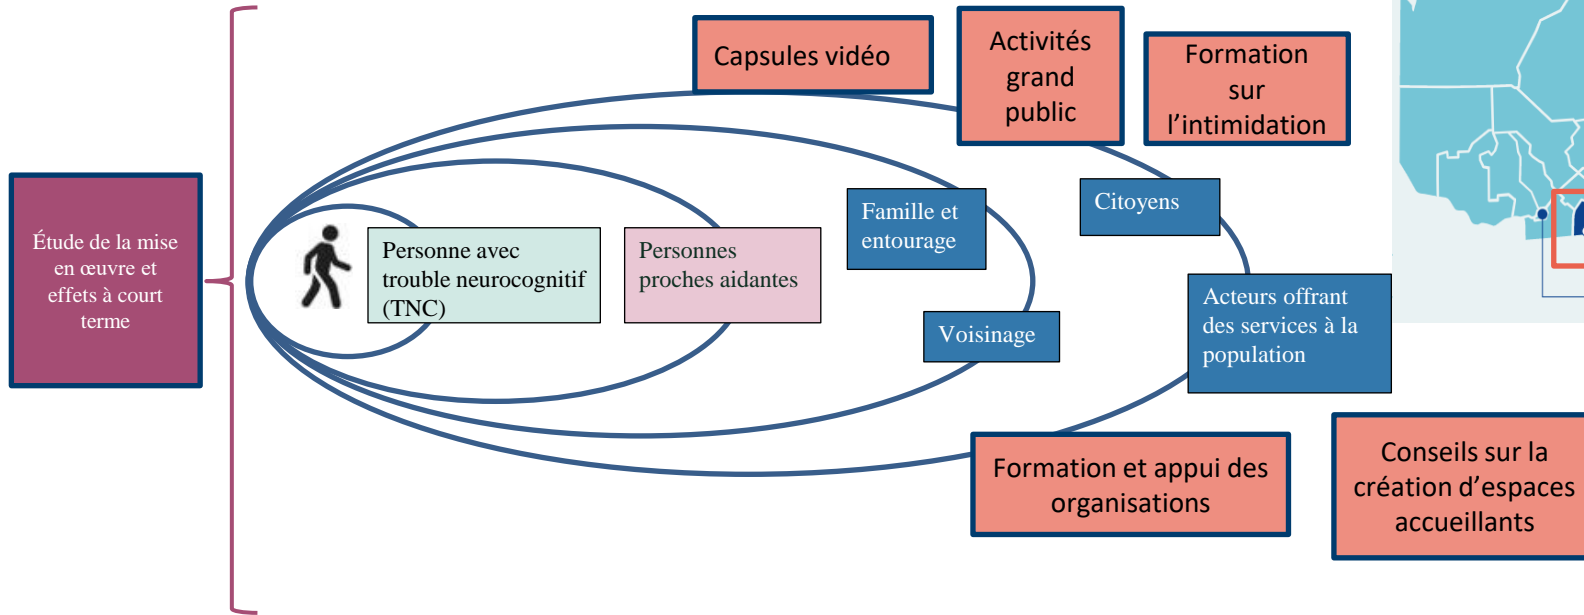 Capsules vidéo
Activités
grand
public
Formation
sur
l’intimidation
Étude de la mise
en œuvre et
effets à court
terme
Personne avec
trouble neurocognitif
(TNC)
Personnes
proches aidantes
Famille et
entourage
Citoyens
Voisinage
Acteurs offrant
des services à la
population
Formation et appui des
organisations
Conseils sur la
création d’espaces
accueillants